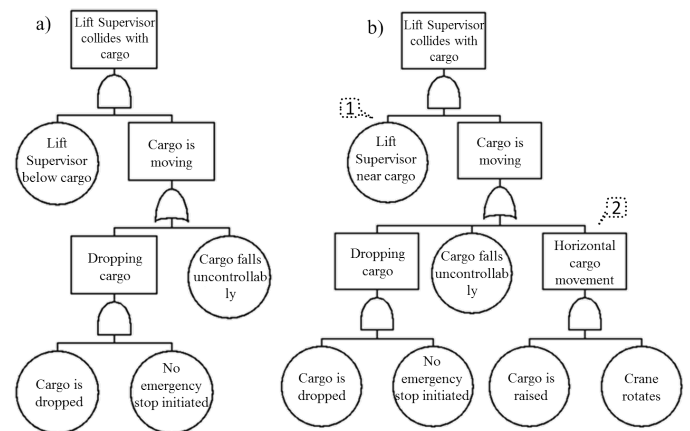 a)
Lift Supervisor
collides with
cargo
Lift
Supervisor
below cargo
Cargo is
moving
Dropping
cargo
Cargo falls
uncontrollab
ly
Cargo is
dropped
No
emergency
stop initiated
b)
Lift Supervisor
collides with
cargo
1
Lift
Supervisor
near cargo
Cargo is
moving
2
Dropping
cargo
Cargo falls
uncontrollab
ly
Horizontal
cargo
movement
Cargo is
dropped
No
emergency
stop initiated
Cargo is
raised
Crane
rotates